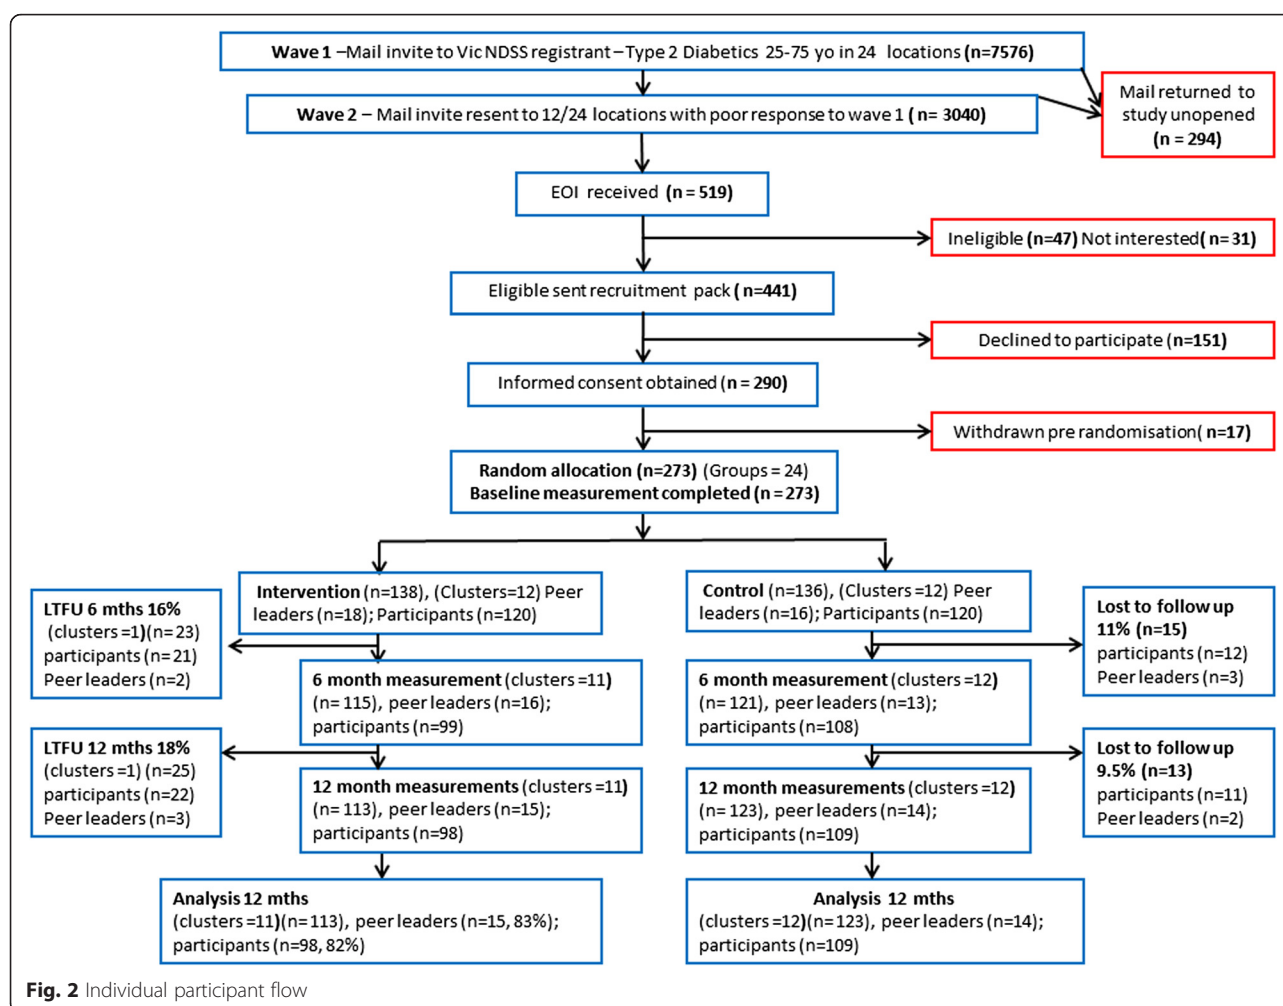 Wave 1 –Mail invite to Vic NDSS registrant – Type 2 Diabetics 25-75 yo in 24 locations (n=7576)
Mail returned to
study unopened
(n = 294)
Wave 2 – Mail invite resent to 12/24 locations with poor response to wave 1 ( n= 3040)
EOI received (n = 519)
Ineligible (n=47) Not interested( n= 31)
Eligible sent recruitment pack ( n=441)
Declined to participate (n=151)
Informed consent obtained (n = 290)
Withdrawn pre randomisation( n=17)
Random allocation (n=273) (Groups = 24)
Baseline measurement completed (n = 273)
Intervention (n=138), (Clusters=12) Peer
leaders (n=18); Participants (n=120)
Control (n=136), (Clusters=12) Peer
leaders (n=16); Participants (n=120)
LTFU 6 mths 16%
(clusters =1)(n= 23)
participants (n= 21)
Peer leaders (n=2)
Lost to follow up
11% (n=15)
participants (n=12)
Peer leaders (n=3)
6 month measurement (clusters =11)
(n= 115), peer leaders (n=16);
participants (n=99)
6 month measurement (clusters =12)
(n= 121), peer leaders (n=13);
participants (n=108)
LTFU 12 mths 18%
(clusters =1) (n=25)
participants (n=22)
Peer leaders (n=3)
Lost to follow up
9.5% (n=13)
participants (n=11)
Peer leaders (n=2)
12 month measurements (clusters =11)
(n= 113), peer leaders (n=15);
participants (n=98)
12 month measurements (clusters =12)
(n= 123), peer leaders (n=14);
participants (n=109)
Analysis 12 mths
(clusters =11)(n= 113), peer leaders (n=15, 83%);
participants (n=98, 82%)
Analysis 12 mths
(clusters =12)(n= 123), peer leaders (n=14);
participants (n=109)
Fig. 2 Individual participant flow